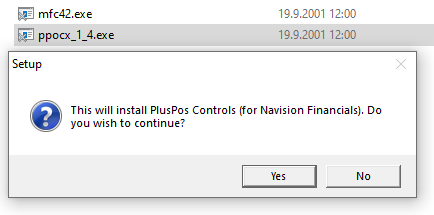 mfc42.exe 19.9.2001 12:00
ppocx_1_4.exe 19.9.2001 12:00
Setup
This will install PlusPos Controls (for Navision Financials). Do
you wish to continue?
Yes No